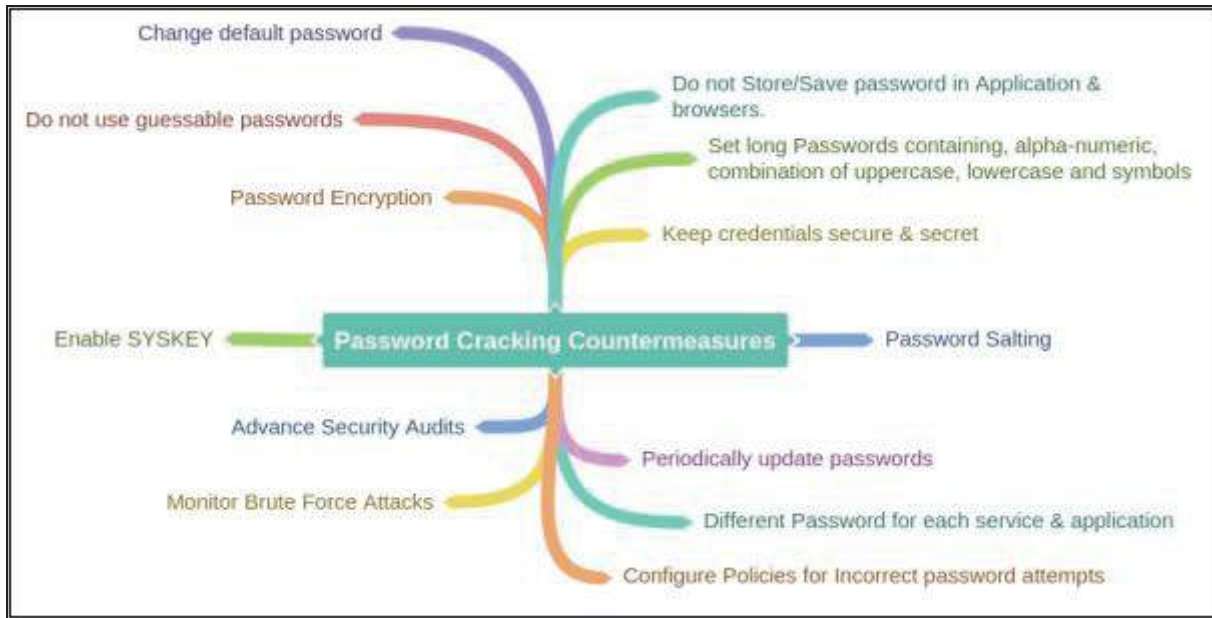 Change default password
Do not use guessable passwords
Password Encryption
Enable SYSKEY
Advance Security Audits
Monitor Brute Force Attacks
Password Cracking Countermeasures
Do not Store/Save password in Application &
browsers.
Set long Passwords containing, alpha-numeric,
combination of uppercase, lowercase and symbols
Keep credentials secure & secret
Password Salting
Periodically update passwords
Different Password for each service & application
Configure Policies for Incorrect password attempts